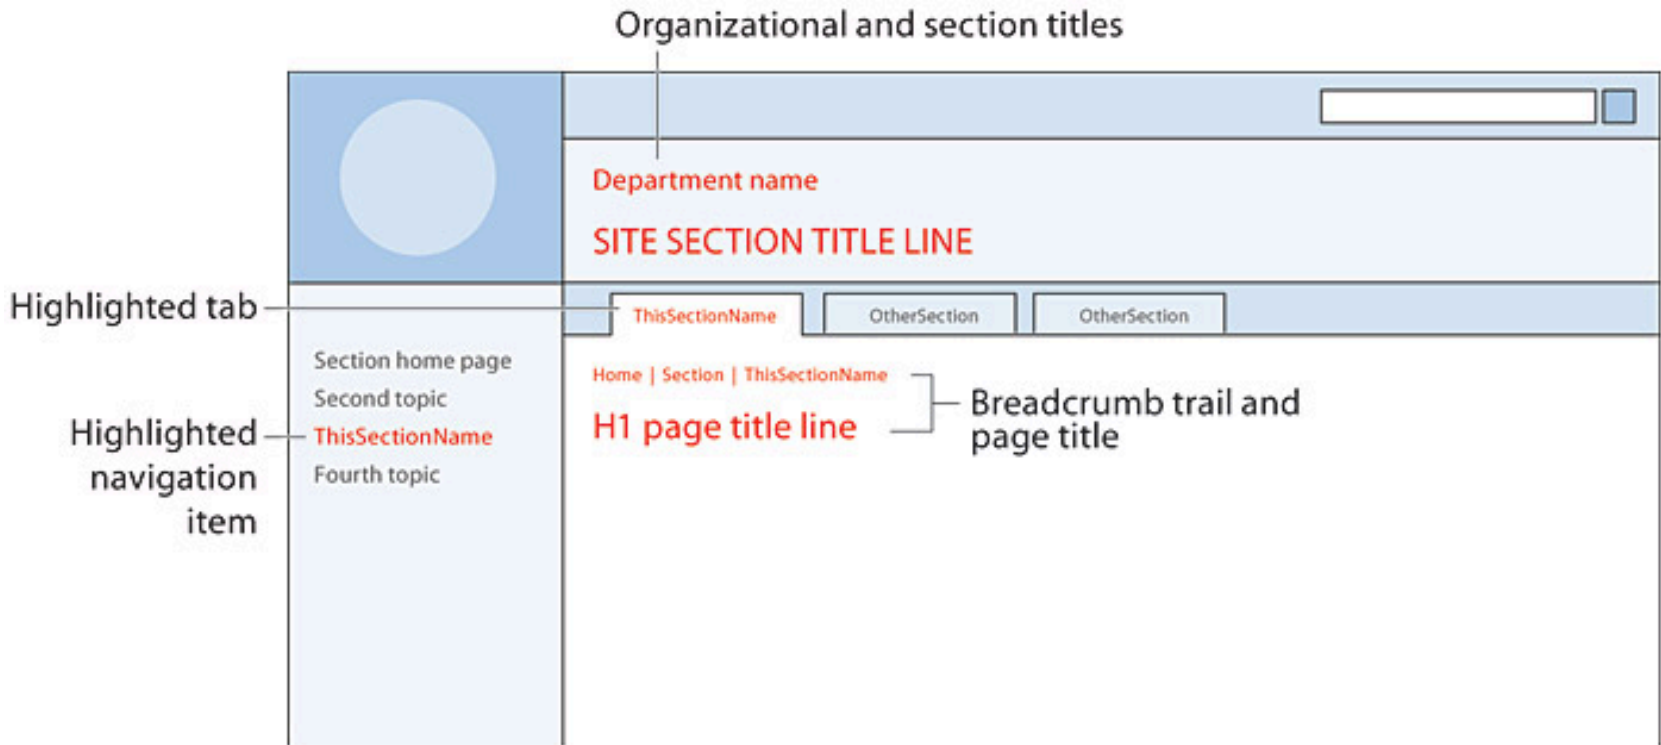 Organizational and section titles
Department name
SITE SECTION TITLE LINE
Highlighted tab
ThisSectionName
OtherSection
OtherSection
Section home page
Second topic
ThisSectionName
Fourth topic
Highlighted
navigation
item
Home | Section | ThisSectionName
H1 page title line
Breadcrumb trail and
page title